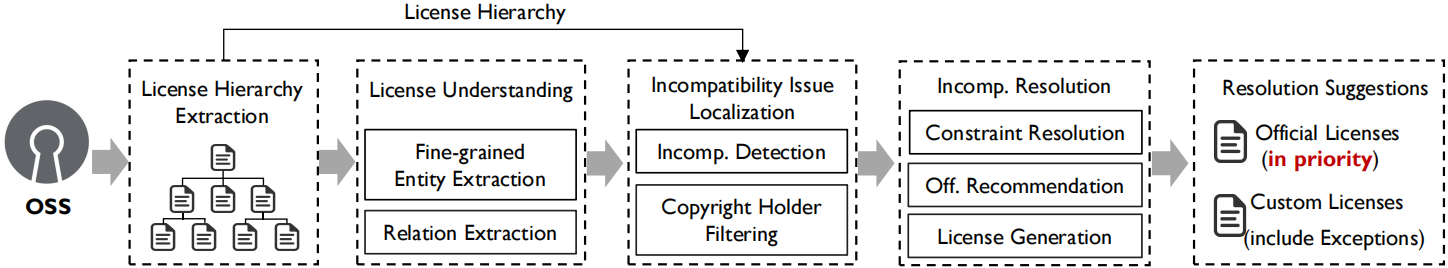 License Hierarchy
OSS
License Hierarchy
Extraction
License Understanding
Fine-grained
Entity Extraction
Relation Extraction
Incompatibility Issue
Localization
Incomp. Detection
Copyright Holder
Filtering
Incomp. Resolution
Constraint Resolution
Off. Recommendation
License Generation
Resolution Suggestions
Official Licenses
(in priority)
Custom Licenses
(include Exceptions)